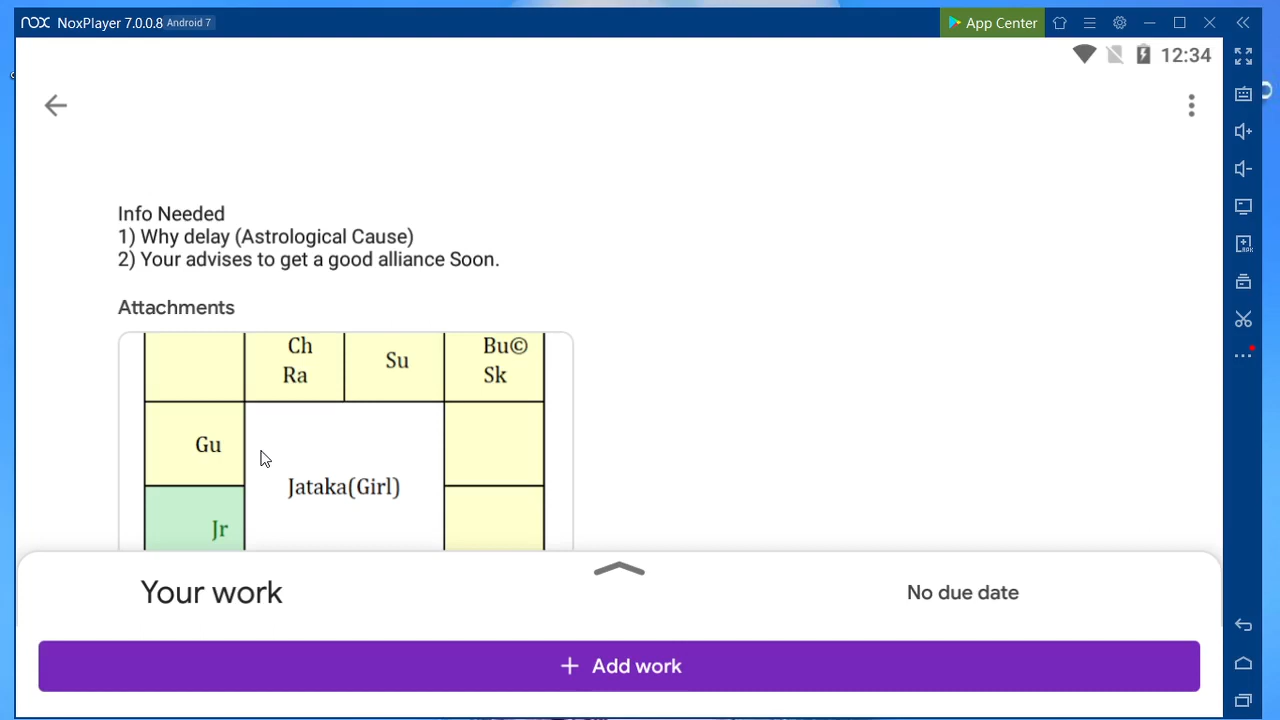 nox NoxPlayer 7.0.0.8 Android 7
App Center
12:34
Info Needed
1) Why delay (Astrological Cause)
2) Your advises to get a good alliance Soon.
Attachments
Ch
Ra
Su
Bu©
Sk
Gu
Jataka(Girl)
Jr
Your work
No due date
+ Add work